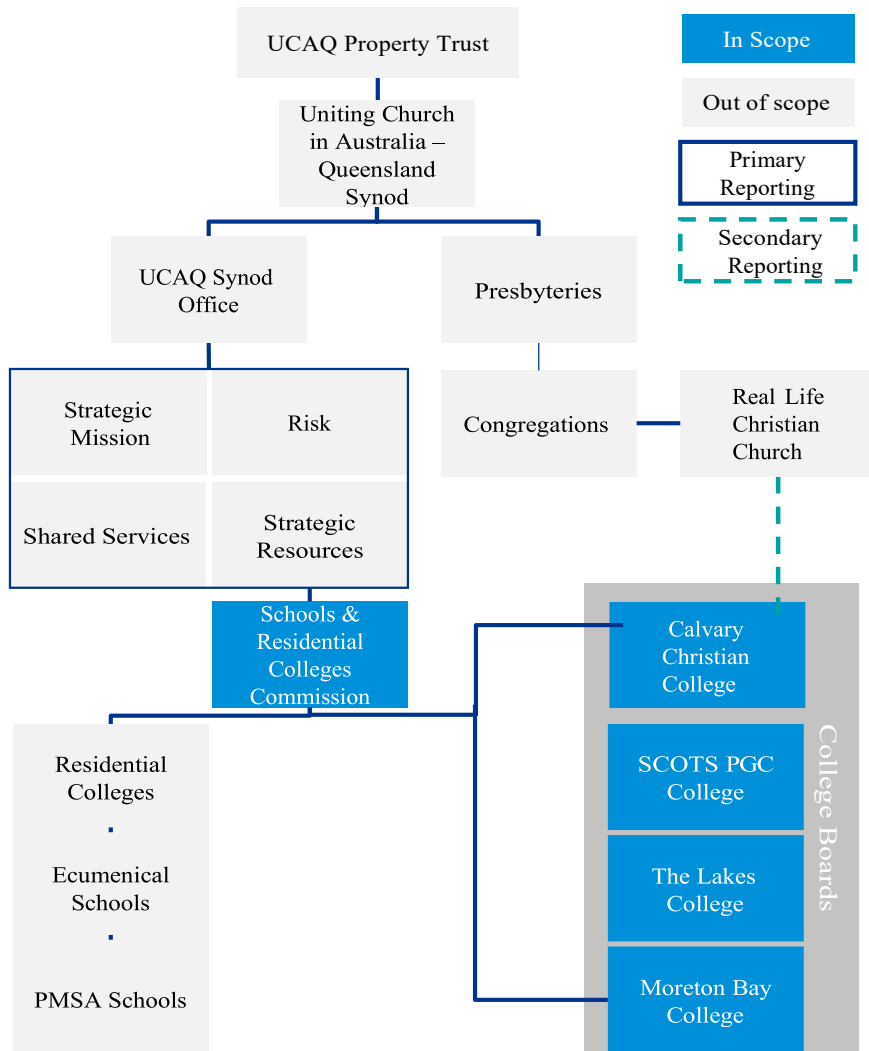 UCAQ Property Trust
In Scope
Out of scope
Primary
Reporting
Secondary
Reporting
Uniting Church
in Australia –
Queensland
Synod
UCAQ Synod
Office
Presbyteries
Strategic
Mission
Risk
Shared Services
Strategic
Resources
Congregations
Real Life
Christian
Church
Schools &
Residential
Colleges
Commission
Calvary
Christian
College
SCOTS PGC
College
The Lakes
College
Moreton Bay
College
College Boards
Residential
Colleges
Ecumenical
Schools
PMSA Schools